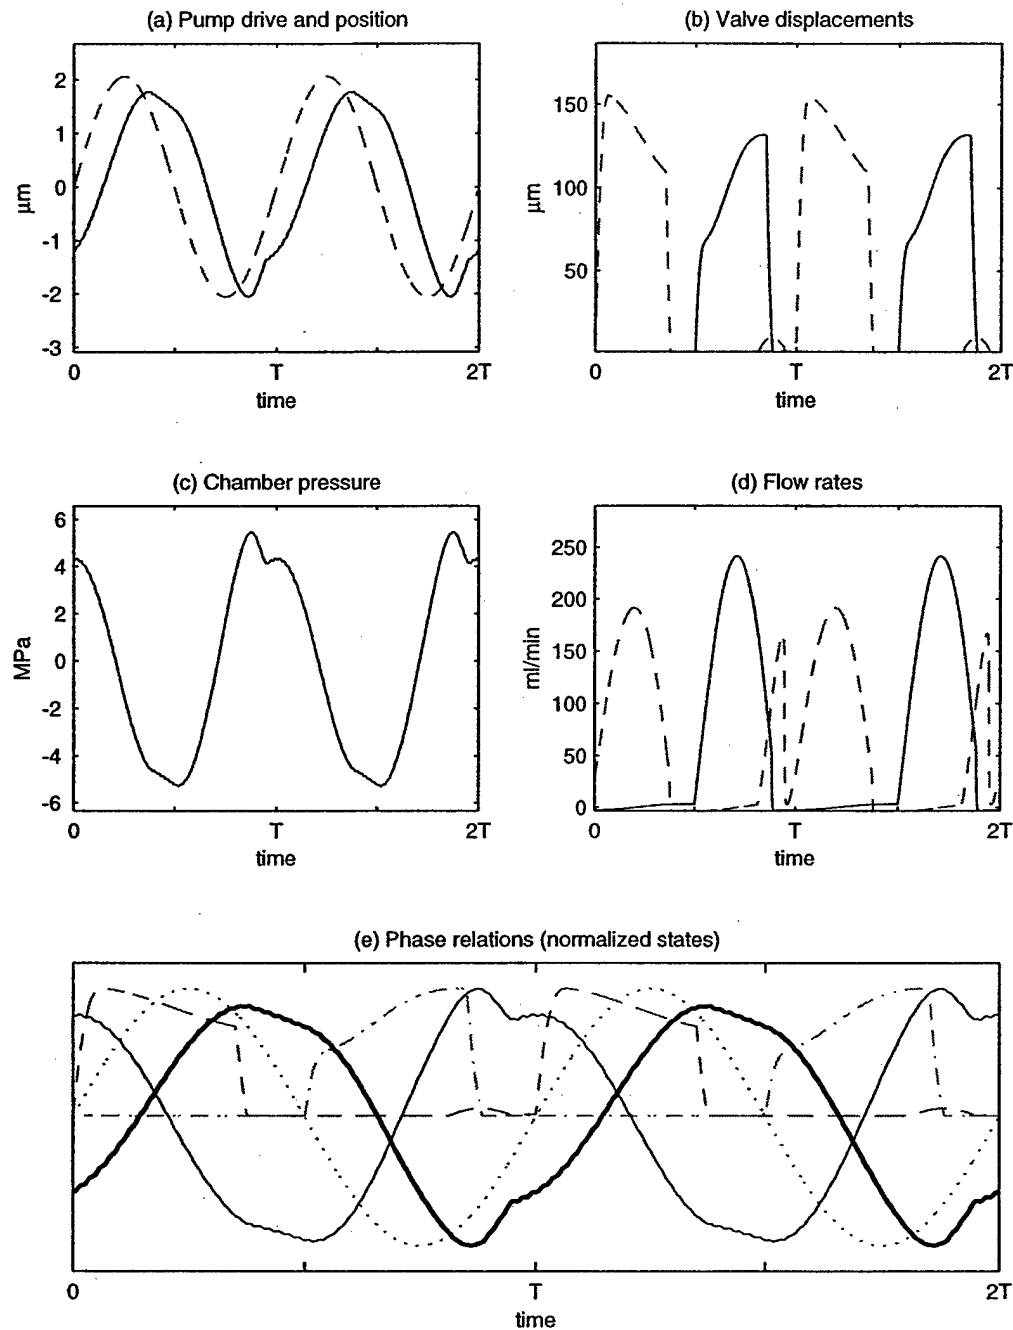 (a) Pump drive and position
(b) Valve displacements
μm
2
1
0
-1
-2
-3
0
T
2T
time
μm
150
100
50
0
T
2T
time
(c) Chamber pressure
(d) Flow rates
MPa
6
4
2
0
-2
-4
-6
0
T
2T
time
ml/min
250
200
150
100
50
0
0
T
2T
time
(e) Phase relations (normalized states)
0
T
2T
time